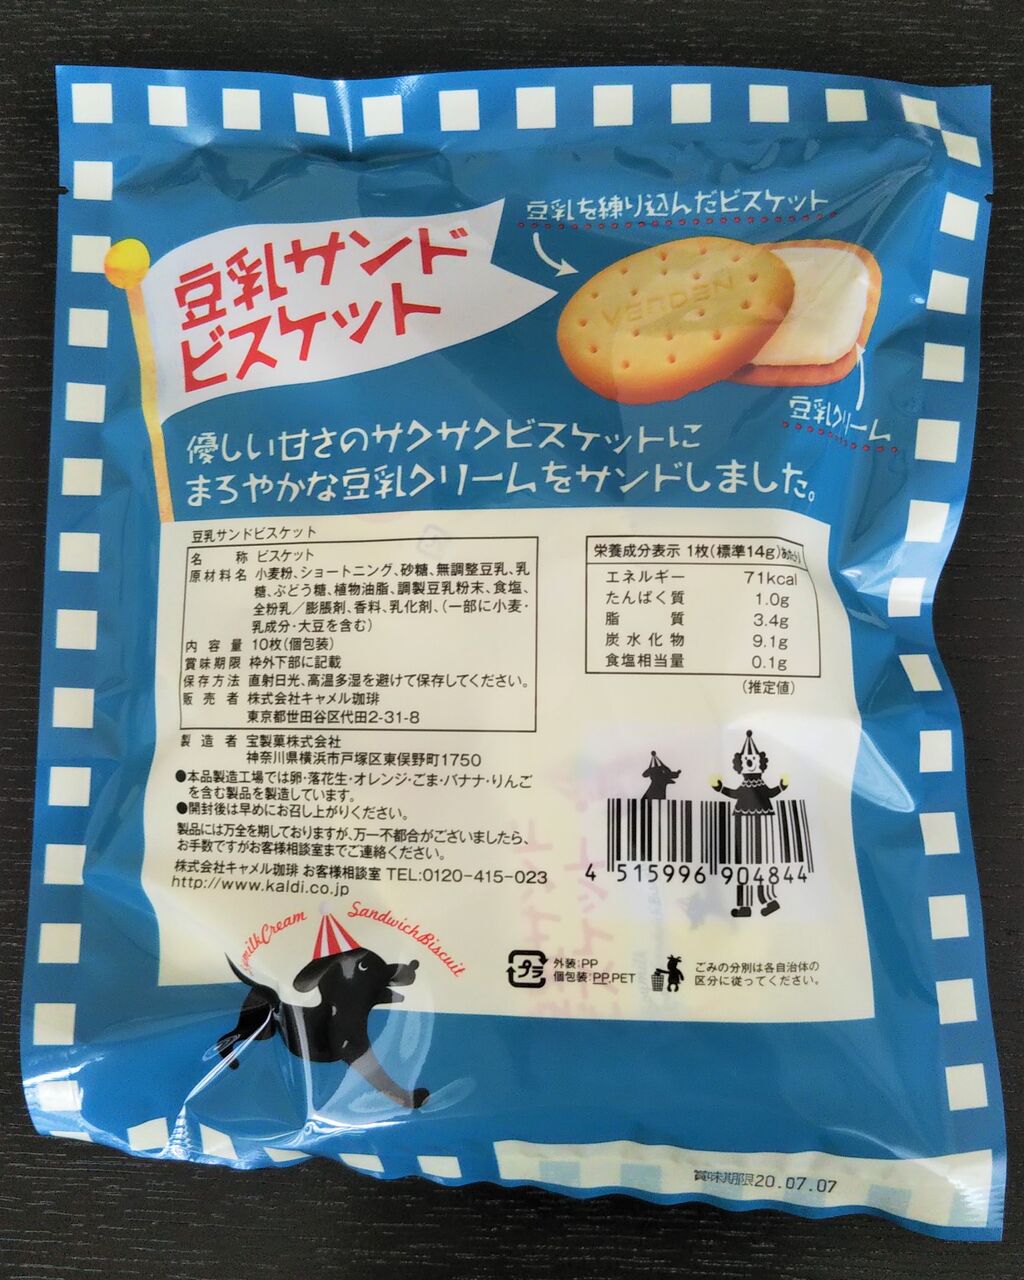 豆乳を練り込んだビスケット
豆乳サンド
ビスケット
VERDEN
豆乳クリーム
優しい甘さのサクサクビスケットに
まろやかな豆乳クリームをサンドしました。
豆乳サンドビスケット
名称 ビスケット
原材料名 小麦粉、ショートニング、砂糖、無調整豆乳、乳
糖、ぶどう糖、植物油脂、調製豆乳粉末、食塩、
全粉乳／膨脹剤、香料、乳化剤、(一部に小麦・
乳成分・大豆を含む)
内容量 10枚(個包装)
賞味期限 枠外下部に記載
保存方法 直射日光、高温多湿を避けて保存してください。
販売者 株式会社キャメル珈琲
東京都世田谷区代田2-31-8
製造者 宝製菓株式会社
神奈川県横浜市戸塚区東俣野町1750
●本品製造工場では卵・落花生・オレンジ・ごま・バナナ・りんご
を含む製品を製造しています。
●開封後は早めにお召し上がりください。
製品には万全を期しておりますが、万一不都合がございましたら、
お手数ですがお客様相談室までご連絡ください。
株式会社キャメル珈琲 お客様相談室 TEL:0120-415-023
http://www.kaldi.co.jp
栄養成分表示 1枚(標準14g)あたり
エネルギー 71kcal
たんぱく質 1.0g
脂質 3.4g
炭水化物 9.1g
食塩相当量 0.1g
(推定値)
4 515996 904844
milkCream SandwichBiscuit
プラ
外装:PP
個包装:PP,PET
ごみの分別は各自治体の
区分に従ってください。
賞味期限20.07.07